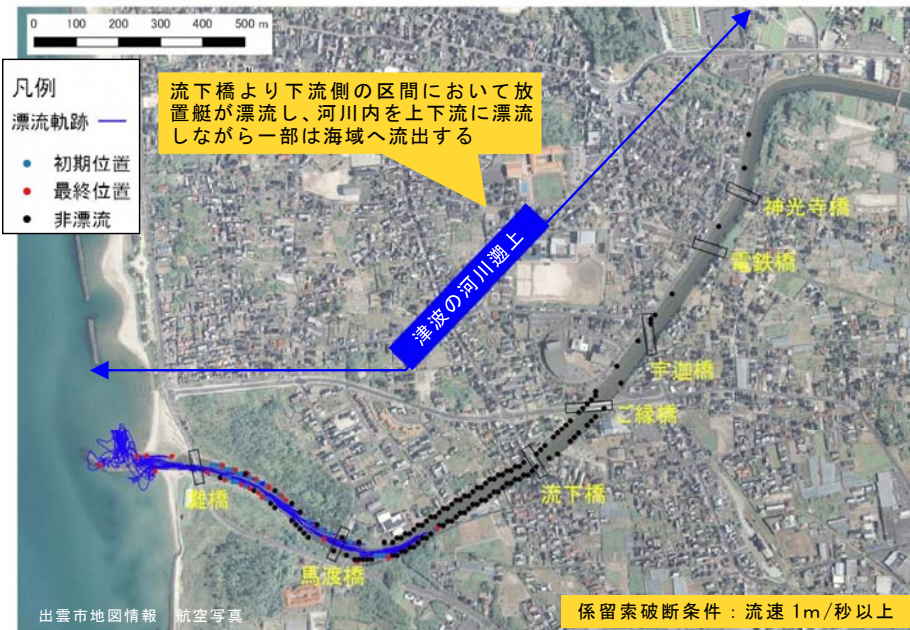 0 100 200 300 400 500 m
凡例
漂流軌跡
初期位置
最終位置
非漂流
流下橋より下流側の区間において放
置艇が漂流し、河川内を上下流に漂流
しながら一部は海域へ流出する
津波の河川遡上
神光寺橋
電鉄橋
宇迦橋
ご縁橋
流下橋
馬渡橋
出雲市地図情報 航空写真
係留索破断条件：流速 1m/秒以上